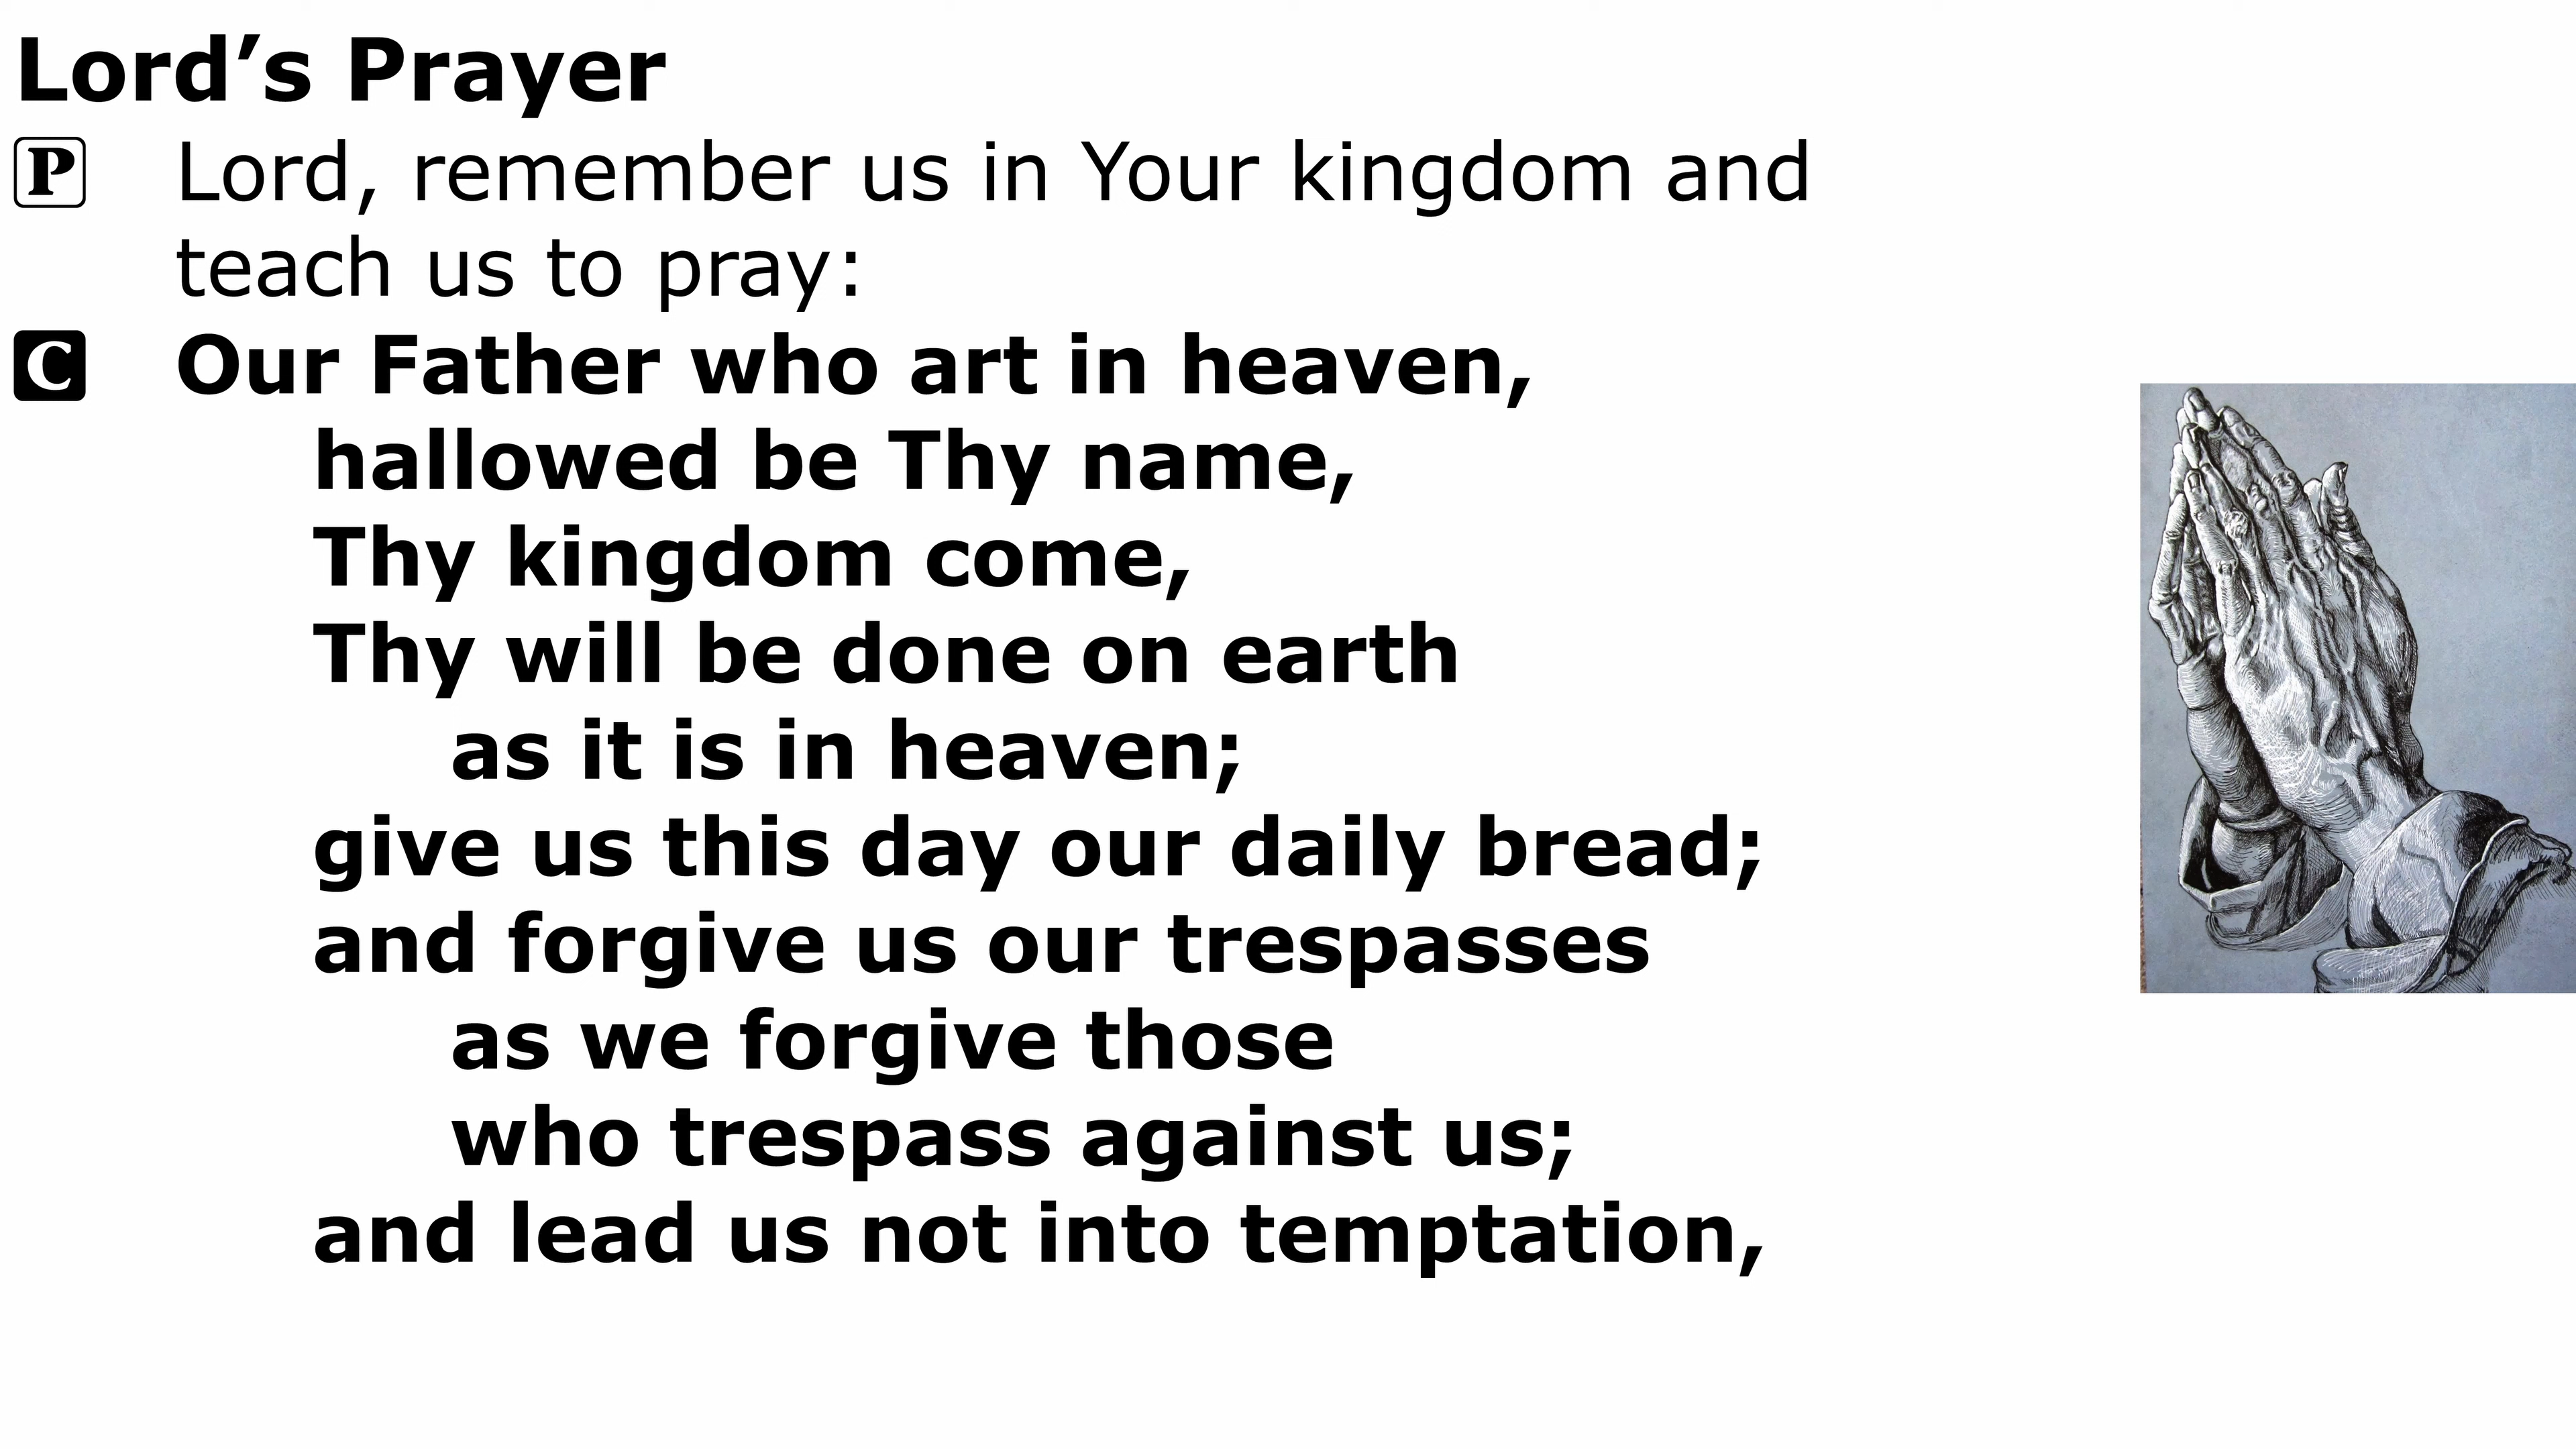 Lord’s Prayer
P Lord, remember us in Your kingdom and
teach us to pray:
C Our Father who art in heaven,
hallowed be Thy name,
Thy kingdom come,
Thy will be done on earth
as it is in heaven;
give us this day our daily bread;
and forgive us our trespasses
as we forgive those
who trespass against us;
and lead us not into temptation,